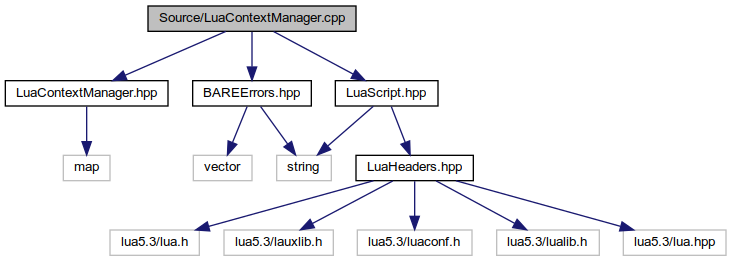 Source/LuaContextManager.cpp
LuaContextManager.hpp
BAREErrors.hpp
LuaScript.hpp
map
vector
string
LuaHeaders.hpp
lua5.3/lua.h
lua5.3/lauxlib.h
lua5.3/luaconf.h
lua5.3/lualib.h
lua5.3/lua.hpp